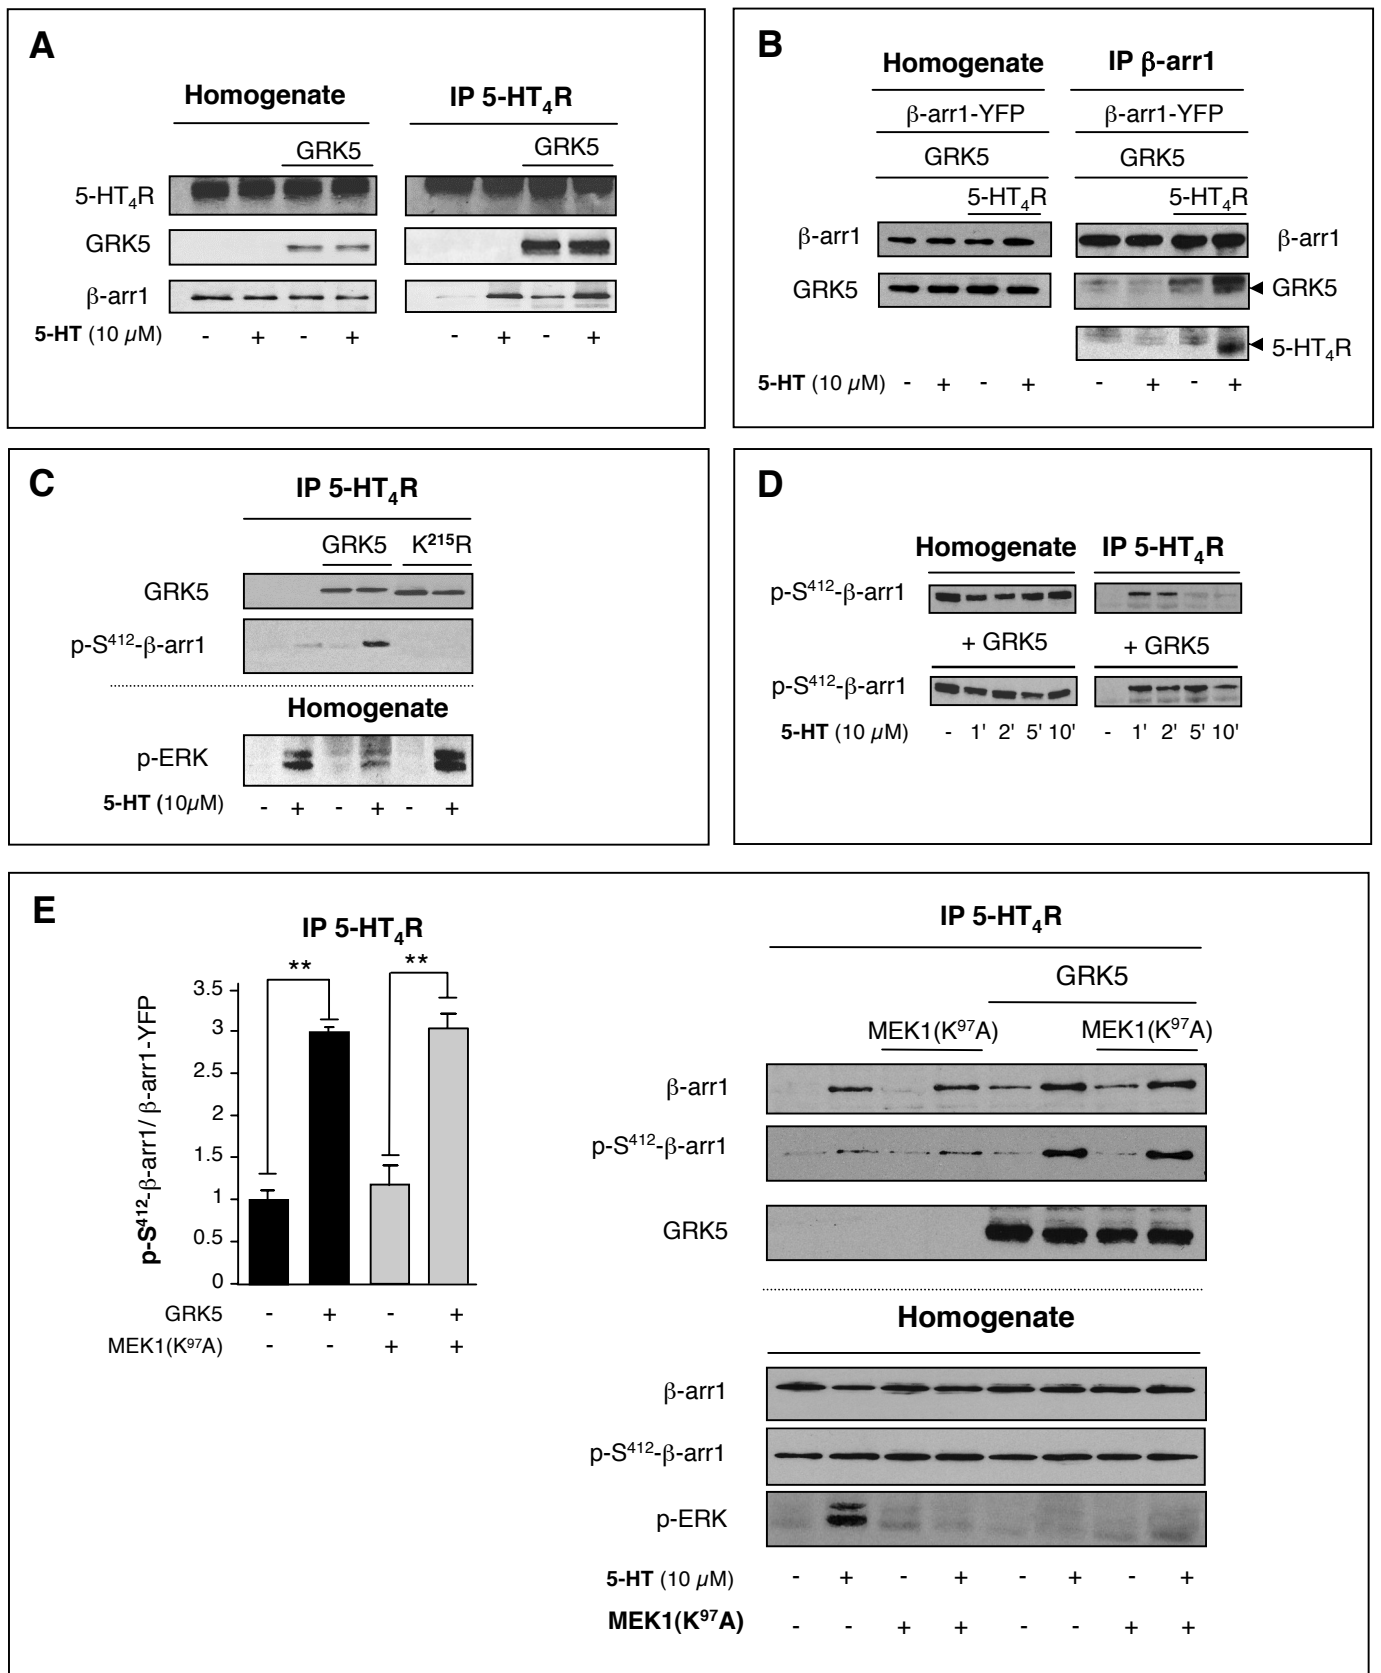 A
Homogenate IP 5-HT4R
GRK5 GRK5
5-HT4R
GRK5
β-arr1
5-HT (10 µM) - + - + - + - +
B
Homogenate IP β-arr1
β-arr1-YFP β-arr1-YFP
GRK5 GRK5
5-HT4R 5-HT4R
β-arr1 β-arr1
GRK5 GRK5
5-HT4R
5-HT (10 µM) - + - + - + - +
C
IP 5-HT4R
GRK5 K215R
GRK5
p-S412-β-arr1
Homogenate
p-ERK
5-HT (10µM) - + - + - +
D
Homogenate IP 5-HT4R
p-S412-β-arr1
+ GRK5 + GRK5
p-S412-β-arr1
5-HT (10 µM) - 1' 2' 5' 10' - 1' 2' 5' 10'
E
IP 5-HT4R
** **
p-S412-β-arr1/ β-arr1-YFP
3.5
3
2.5
2
1.5
1
0.5
0
GRK5 - + - +
MEK1(K97A) - - + +
IP 5-HT4R
GRK5
MEK1(K97A) MEK1(K97A)
β-arr1
p-S412-β-arr1
GRK5
Homogenate
β-arr1
p-S412-β-arr1
p-ERK
5-HT (10 µM) - + - + - + - +
MEK1(K97A) - - + + - - + +